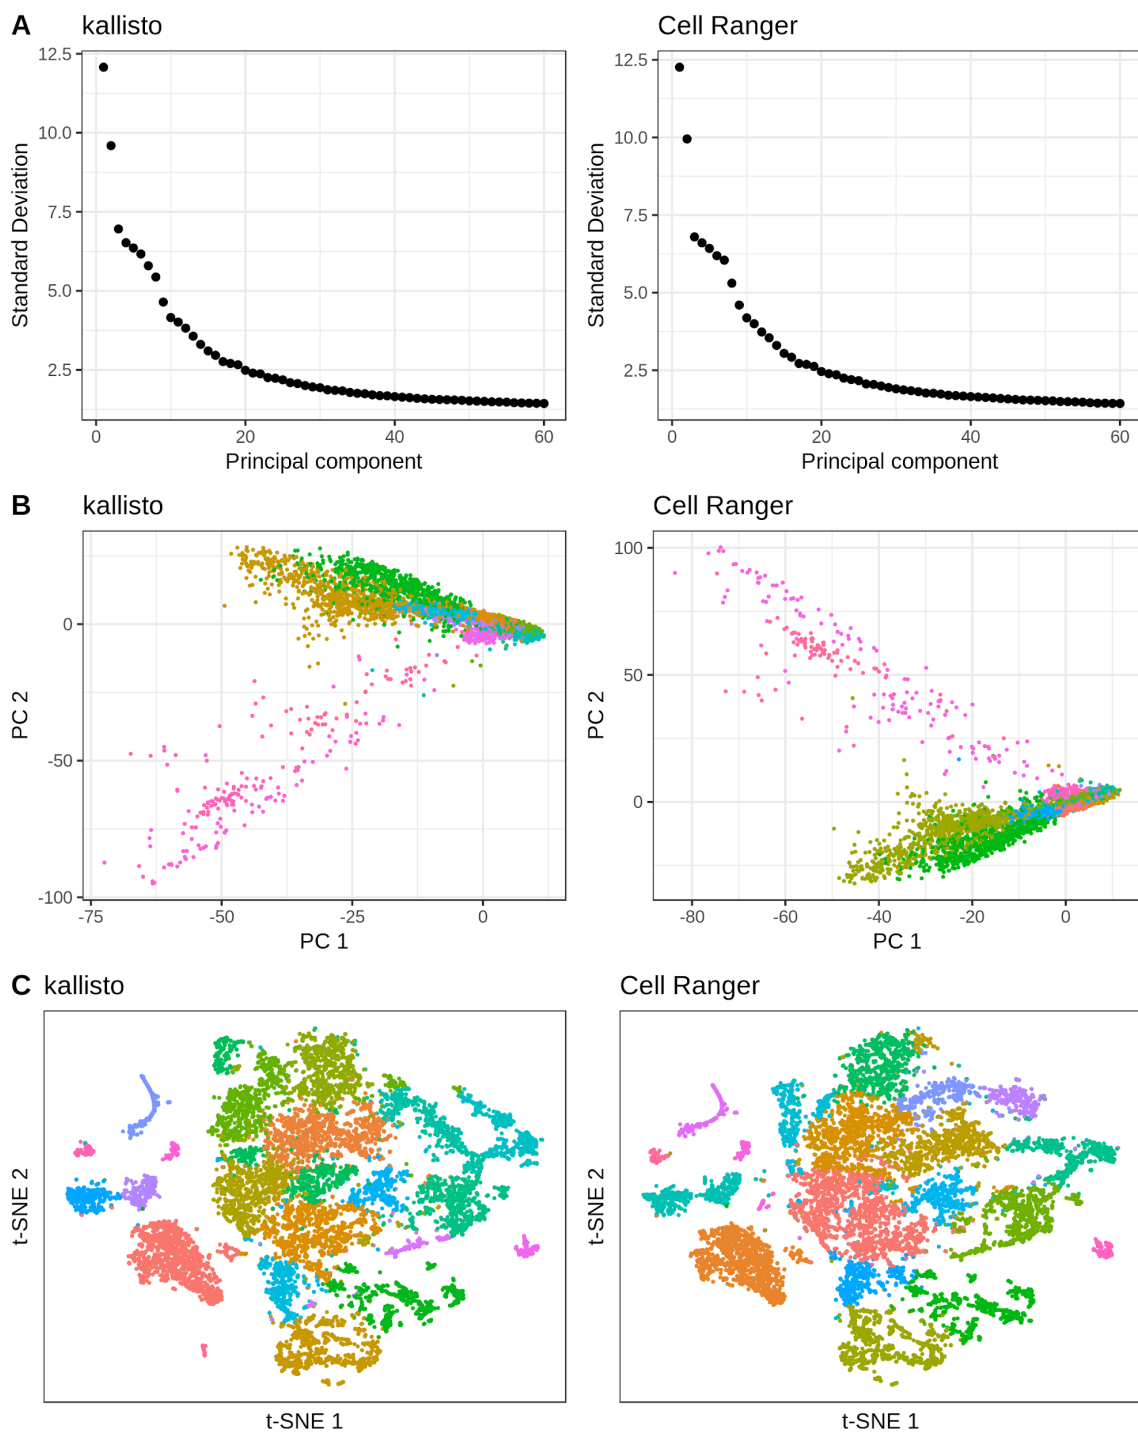 A kallisto Cell Ranger
12.5
10.0
7.5
5.0
2.5
Standard Deviation
0 20 40 60
Principal component
12.5
10.0
7.5
5.0
2.5
Standard Deviation
0 20 40 60
Principal component
B kallisto Cell Ranger
0
-50
-100
PC 2
-75 -50 -25 0
PC 1
100
50
0
PC 2
-80 -60 -40 -20 0
PC 1
C kallisto Cell Ranger
t-SNE 2
t-SNE 1
t-SNE 2
t-SNE 1